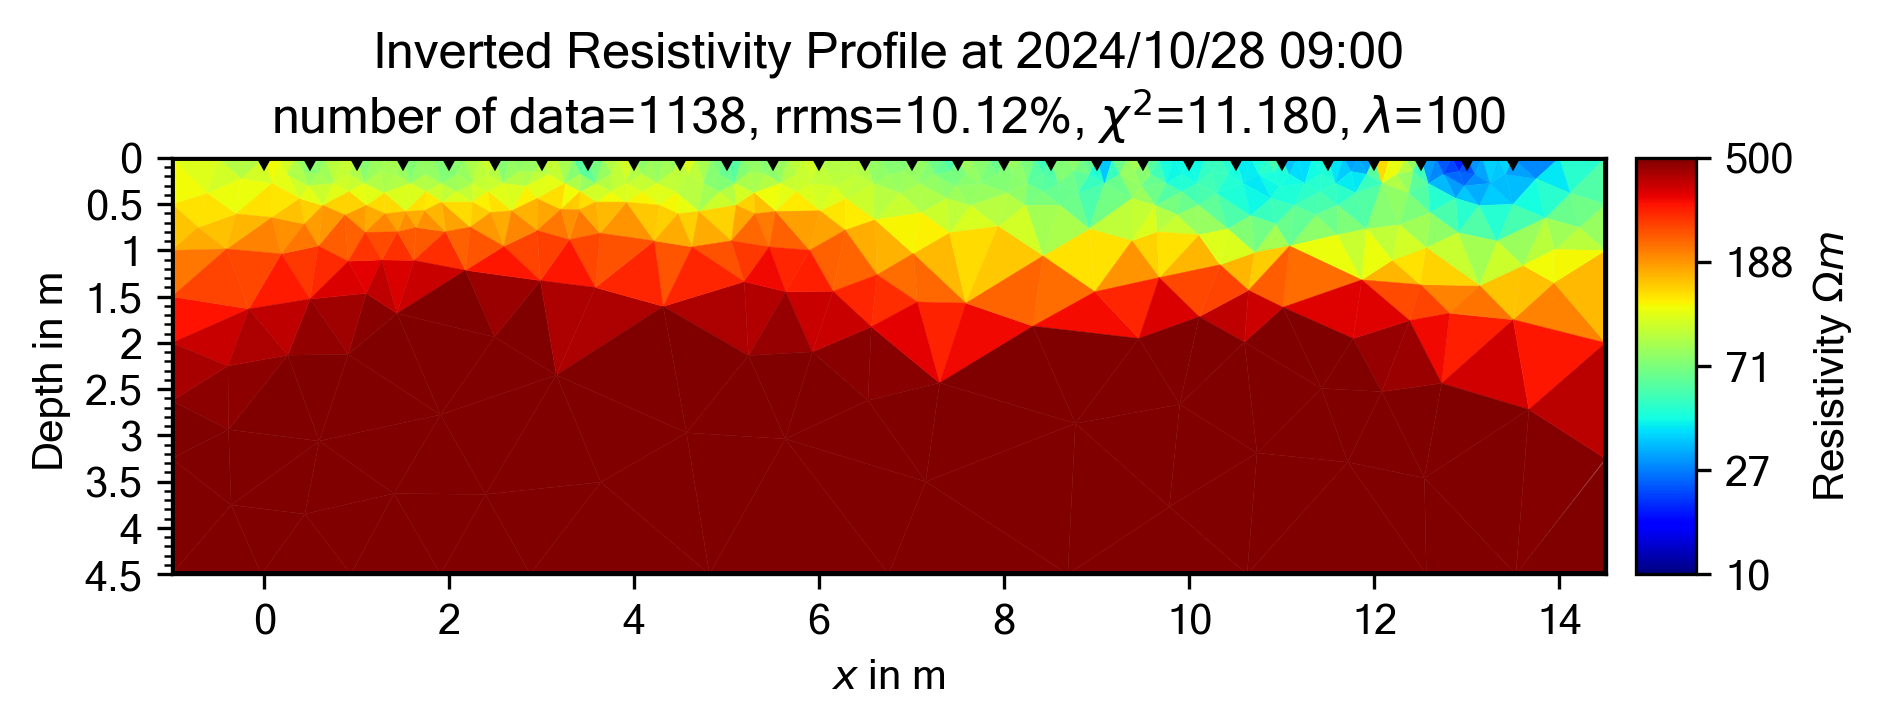 Inverted Resistivity Profile at 2024/10/28 09:00
number of data=1138, rrms=10.12%, χ²=11.180, λ=100
Depth in m
0
0.5
1
1.5
2
2.5
3
3.5
4
4.5
0 2 4 6 8 10 12 14
x in m
500
188
71
27
10
Resistivity Ωm